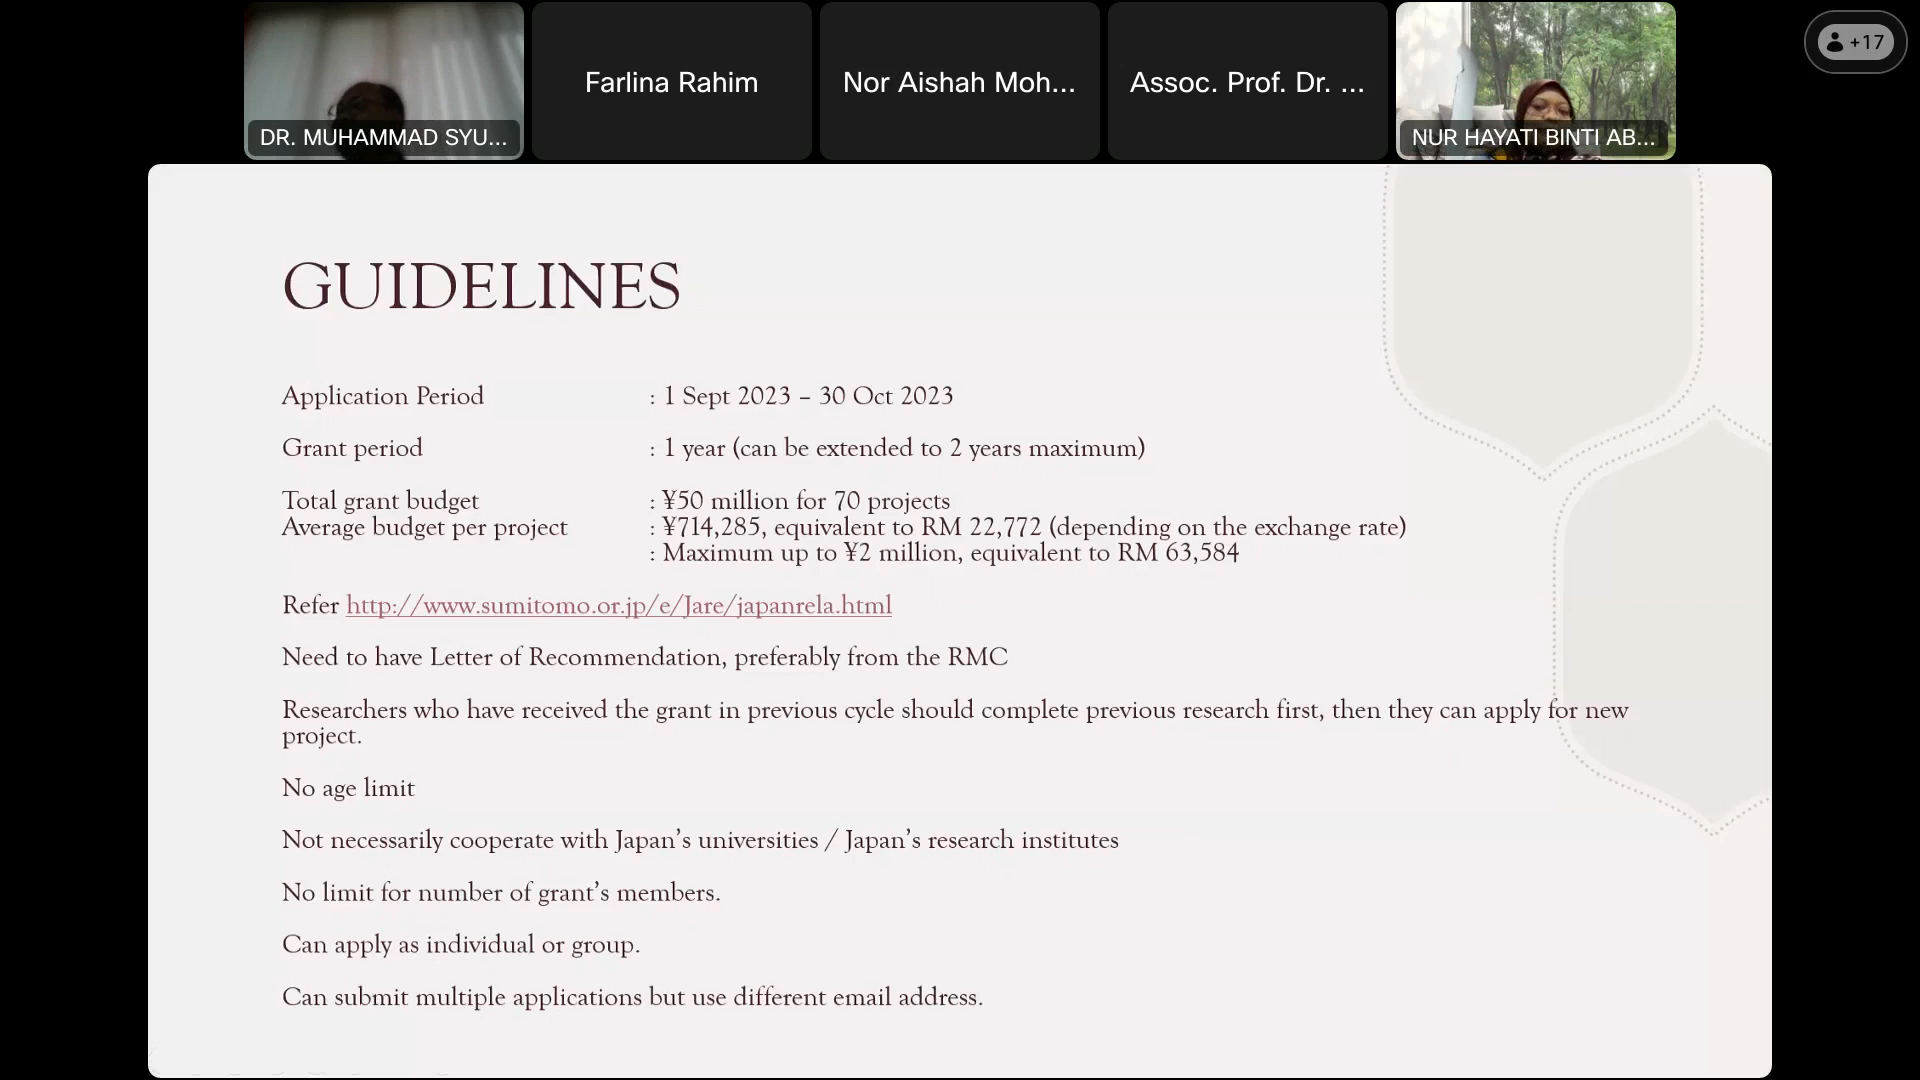 DR. MUHAMMAD SYU...
Farlina Rahim
Nor Aishah Moh...
Assoc. Prof. Dr. ...
NUR HAYATI BINTI AB...
+17
GUIDELINES
Application Period : 1 Sept 2023 – 30 Oct 2023
Grant period : 1 year (can be extended to 2 years maximum)
Total grant budget : ¥50 million for 70 projects
Average budget per project : ¥714,285, equivalent to RM 22,772 (depending on the exchange rate)
: Maximum up to ¥2 million, equivalent to RM 63,584
Refer http://www.sumitomo.or.jp/e/Jare/japanrela.html
Need to have Letter of Recommendation, preferably from the RMC
Researchers who have received the grant in previous cycle should complete previous research first, then they can apply for new
project.
No age limit
Not necessarily cooperate with Japan’s universities / Japan’s research institutes
No limit for number of grant’s members.
Can apply as individual or group.
Can submit multiple applications but use different email address.